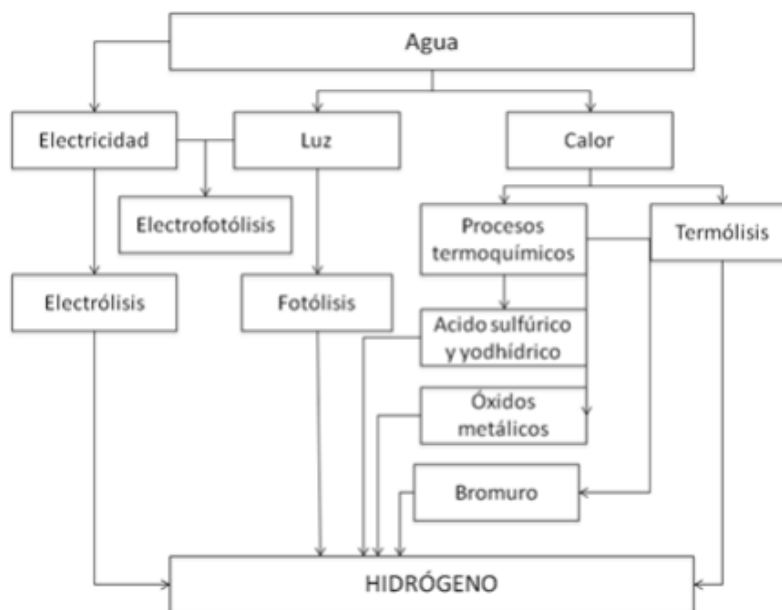 Agua
Electricidad
Luz
Calor
Electrofotólisis
Procesos
termoquímicos
Termólisis
Electrólisis
Fotólisis
Acido sulfúrico
y yodhídrico
Óxidos
metálicos
Bromuro
HIDRÓGENO